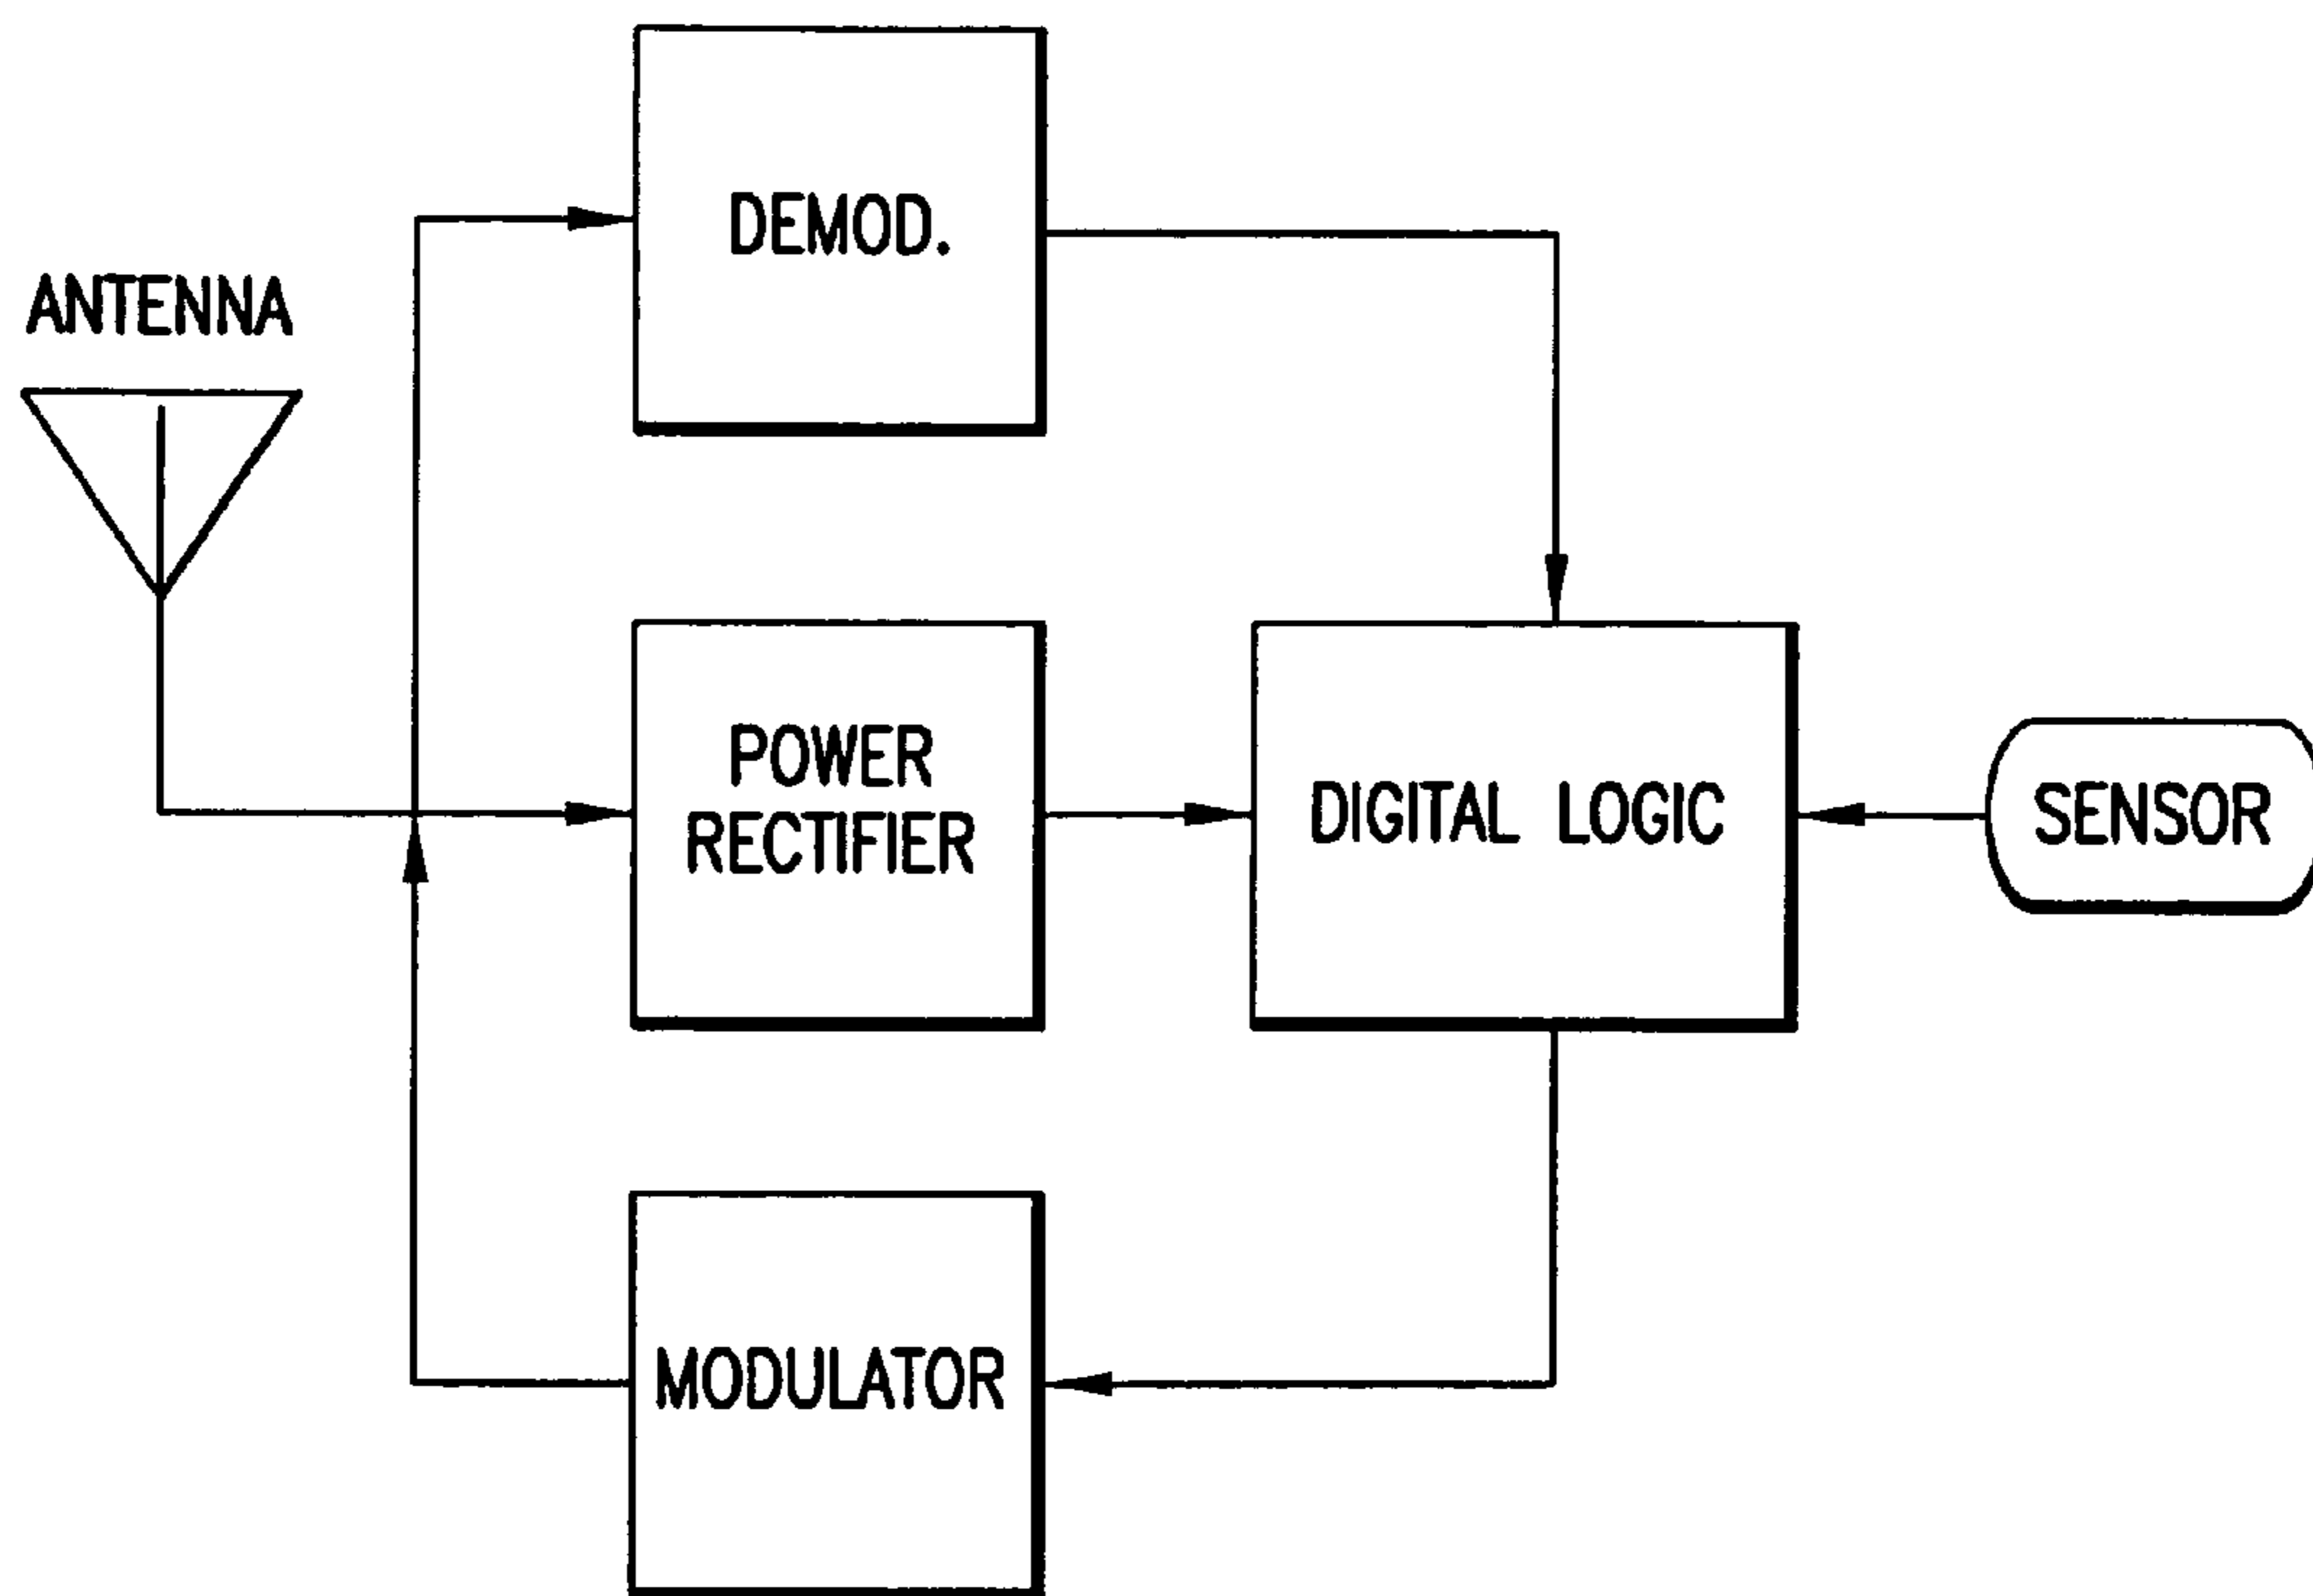 DEMOD.
ANTENNA
POWER
RECTIFIER
DIGITAL LOGIC
SENSOR
MODULATOR